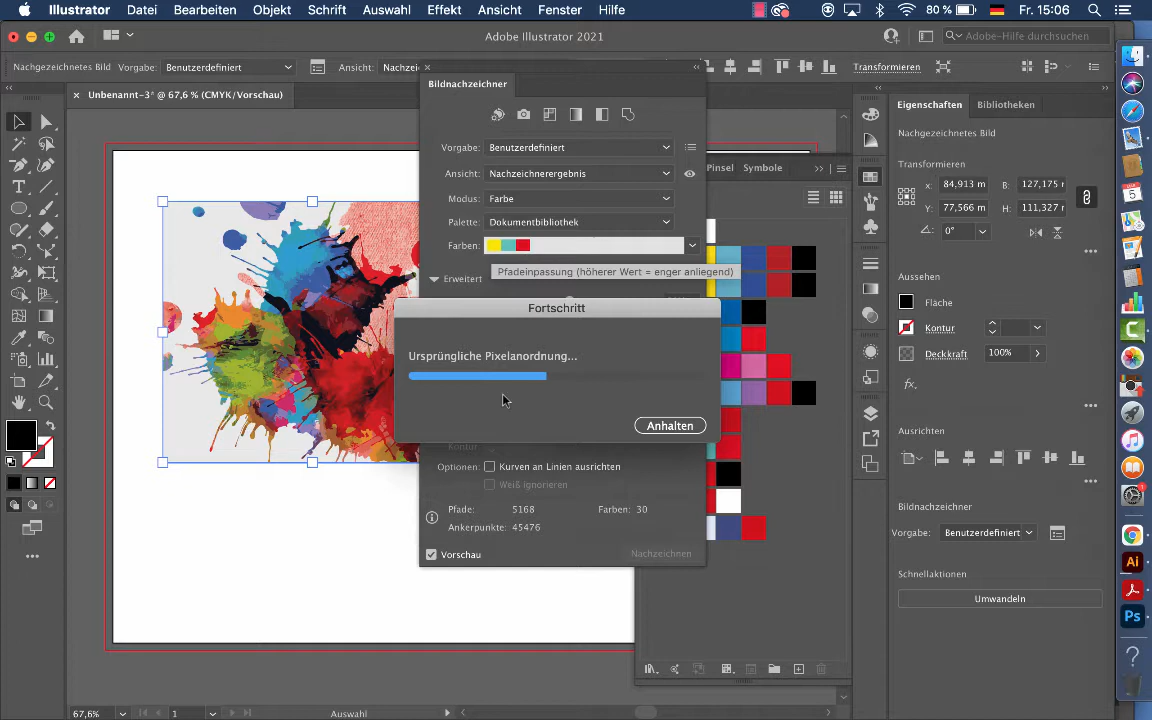 Illustrator Datei Bearbeiten Objekt Schrift Auswahl Effekt Ansicht Fenster Hilfe 80 % Fr. 15:06
Adobe Illustrator 2021
Adobe-Hilfe durchsuchen
Nachgezeichnetes Bild Vorgabe: Benutzerdefiniert Ansicht: Nachzei
Transformieren
Unbenannt-3* @ 67,6 % (CMYK/Vorschau)
Bildnachzeichner
Vorgabe: Benutzerdefiniert
Ansicht: Nachzeichnerergebnis
Modus: Farbe
Palette: Dokumentbibliothek
Farben:
Pfadeinpassung (höherer Wert = enger anliegend)
Erweitert
Fortschritt
Ursprüngliche Pixelanordnung...
Anhalten
Kontur
Optionen: Kurven an Linien ausrichten
Weiß ignorieren
Pfade: 5168 Farben: 30
Ankerpunkte: 45476
Vorschau Nachzeichnen
Pinsel Symbole
Eigenschaften Bibliotheken
Nachgezeichnetes Bild
Transformieren
x: 84,913 m B: 127,175
Y: 77,566 m H: 111,327
0°
Aussehen
Fläche
Kontur
Deckkraft 100%
fx
Ausrichten
Bildnachzeichner
Vorgabe: Benutzerdefiniert
Schnellaktionen
Umwandeln
67,6% 1 Auswahl